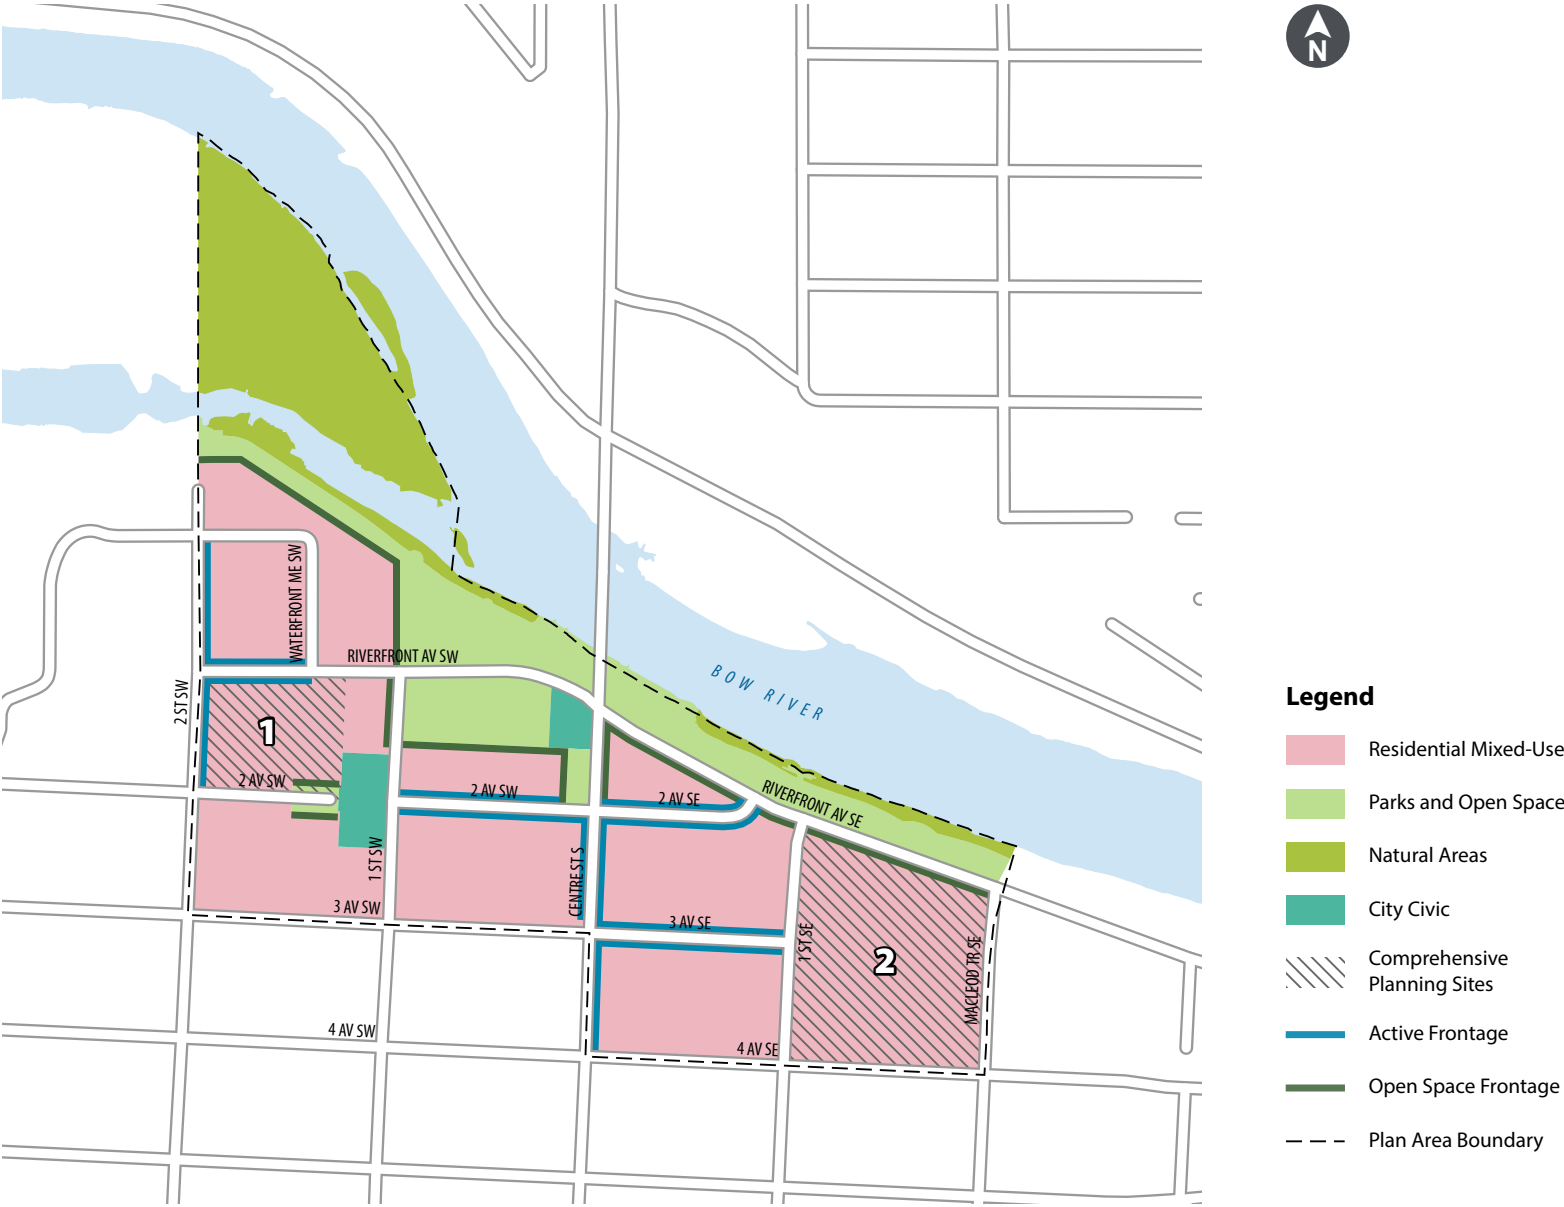 N
BOW RIVER
WATERFRONT ME SW
RIVERFRONT AV SW
2 ST SW
1
2 AV SW
2 AV SW
2 AV SE
RIVERFRONT AV SE
1 ST SW
CENTRE ST S
3 AV SW
3 AV SE
1 ST SE
2
MACLEOD TR SE
4 AV SW
4 AV SE
Legend
Residential Mixed-Use
Parks and Open Space
Natural Areas
City Civic
Comprehensive
Planning Sites
Active Frontage
Open Space Frontage
Plan Area Boundary